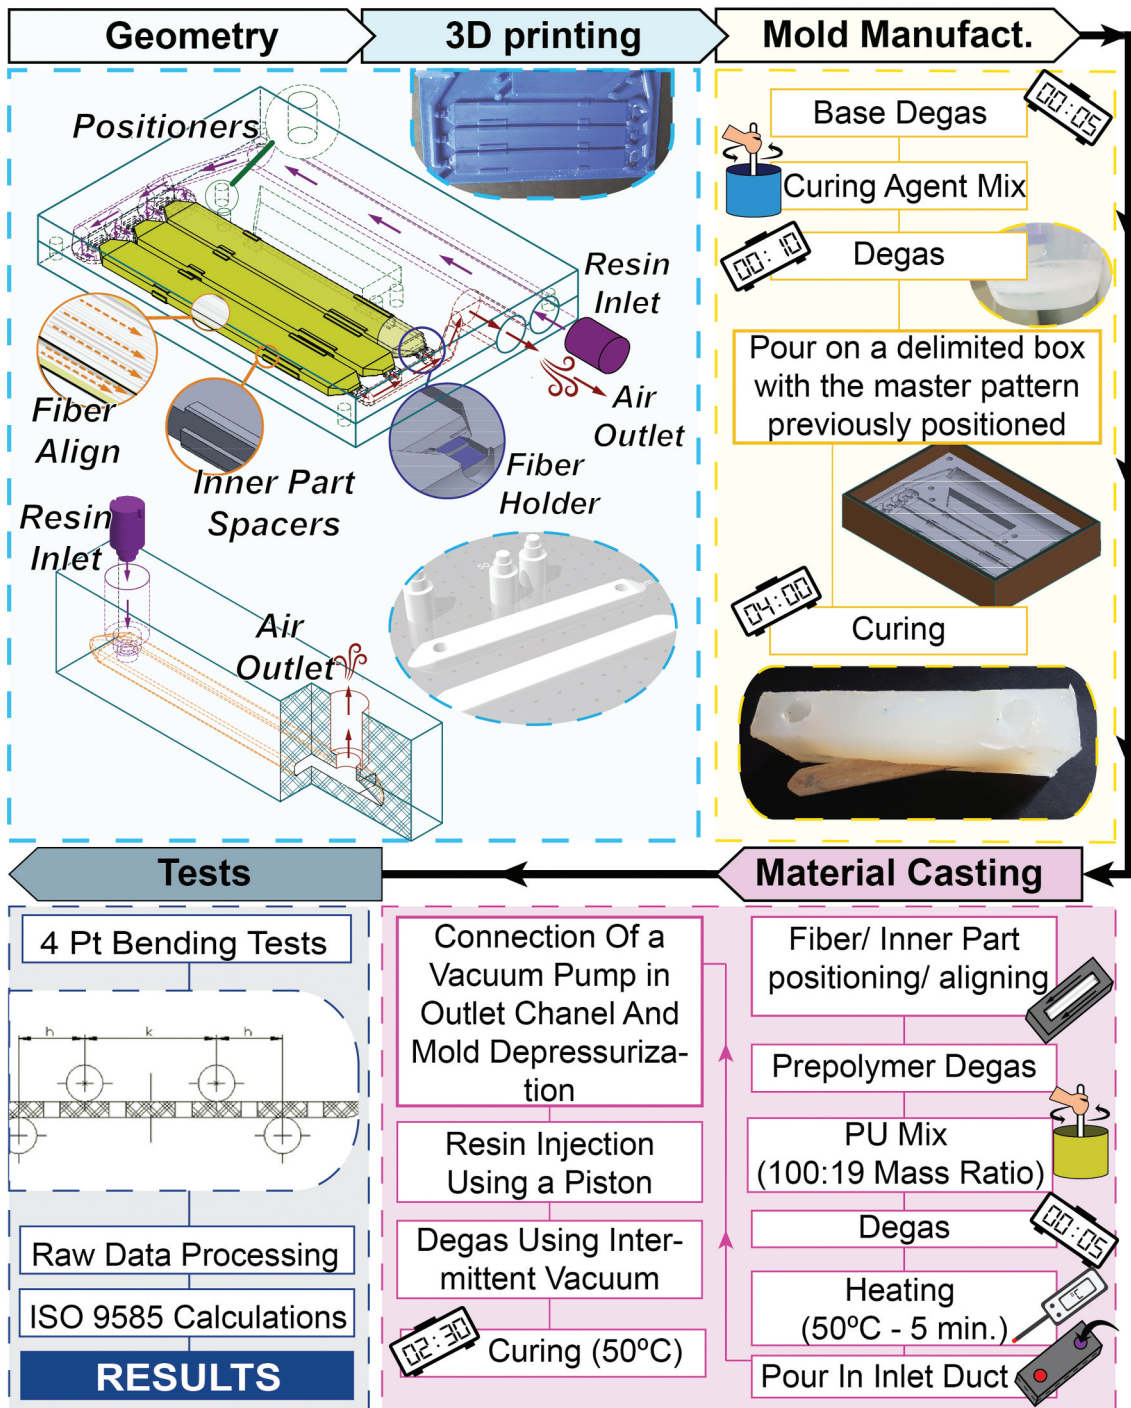 Geometry
3D printing
Mold Manufact.
Positioners
Resin
Inlet
Air
Outlet
Fiber
Align
Inner Part
Spacers
Fiber
Holder
Resin
Inlet
Air
Outlet
Base Degas
00:05
Curing Agent Mix
00:10
Degas
Pour on a delimited box
with the master pattern
previously positioned
04:00
Curing
Tests
Material Casting
4 Pt Bending Tests
h
k
h
Raw Data Processing
ISO 9585 Calculations
RESULTS
Fiber/ Inner Part
positioning/ aligning
Prepolymer Degas
PU Mix
(100:19 Mass Ratio)
Degas
00:05
Heating
(50ºC - 5 min.)
°C
Pour In Inlet Duct
Connection Of a
Vacuum Pump in
Outlet Chanel And
Mold Depressuriza-
tion
Resin Injection
Using a Piston
Degas Using Inter-
mittent Vacuum
02:30
Curing (50ºC)